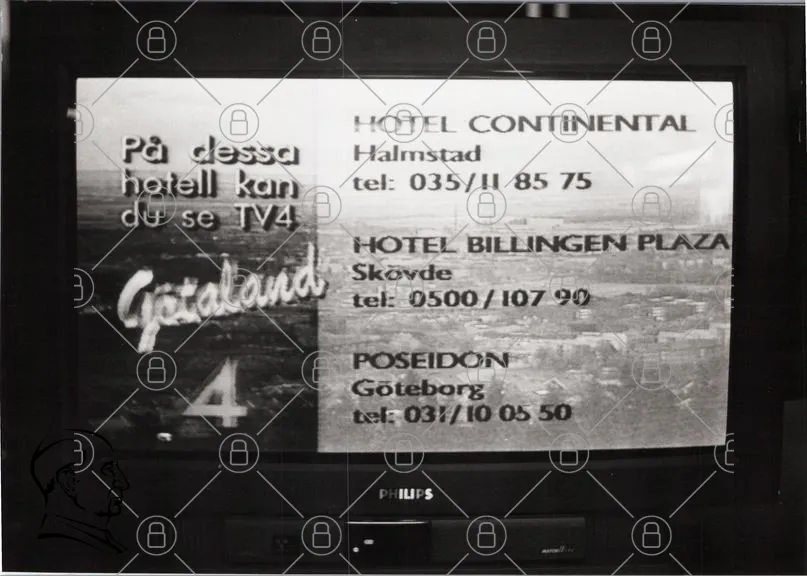 På dessa
hotell kan
du se TV4
Götaland
4
HOTEL CONTINENTAL
Halmstad
tel: 035/11 85 75
HOTEL BILLINGEN PLAZA
Skövde
tel: 0500/107 90
POSEIDON
Göteborg
tel: 031/10 05 50
PHILIPS